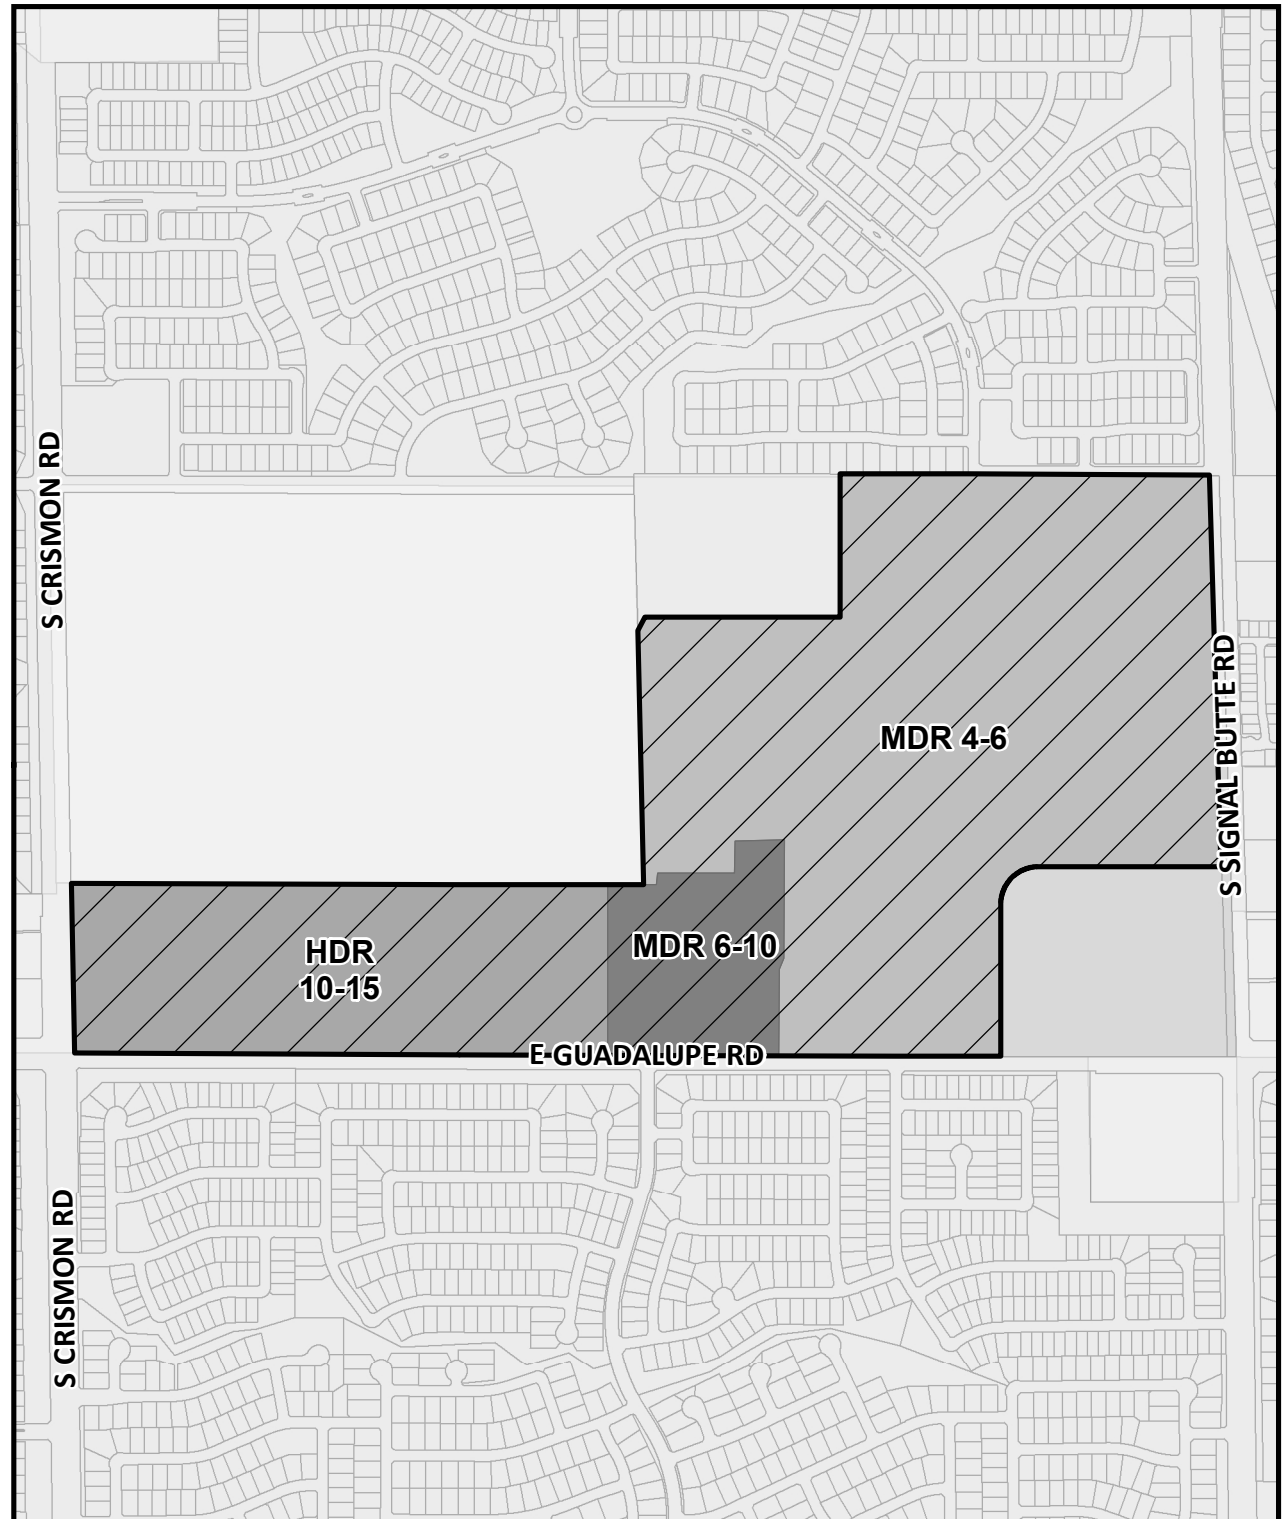 S CRISMON RD
S SIGNAL BUTTE RD
MDR 4-6
HDR
10-15
MDR 6-10
E GUADALUPE RD
S CRISMON RD